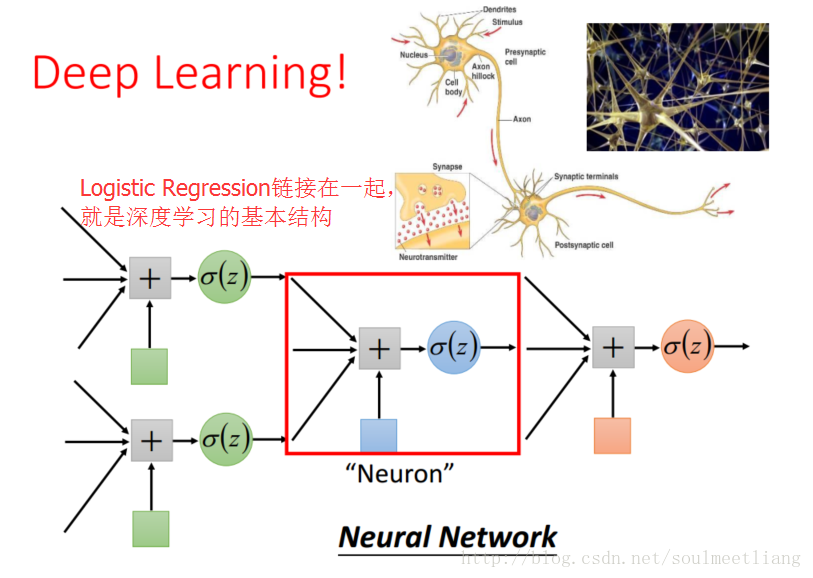 Deep Learning!
Dendrites
Stimulus
Nucleus
Presynaptic
cell
Axon
hillock
Cell
body
Axon
Synapse
Synaptic terminals
Neurotransmitter
Postsynaptic cell
Logistic Regression链接在一起，
就是深度学习的基本结构
+
σ(z)
+
σ(z)
+
σ(z)
+
σ(z)
"Neuron"
Neural Network
http://blog.csdn.net/soulmeetliang